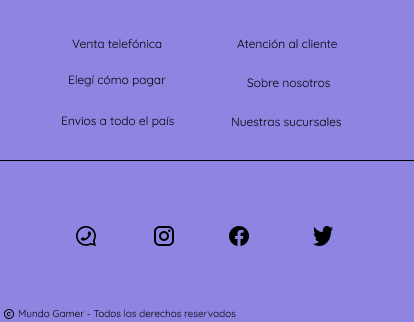 Venta telefónica
Atención al cliente
Elegí cómo pagar
Sobre nosotros
Envios a todo el país
Nuestras sucursales
© Mundo Gamer - Todos los derechos reservados